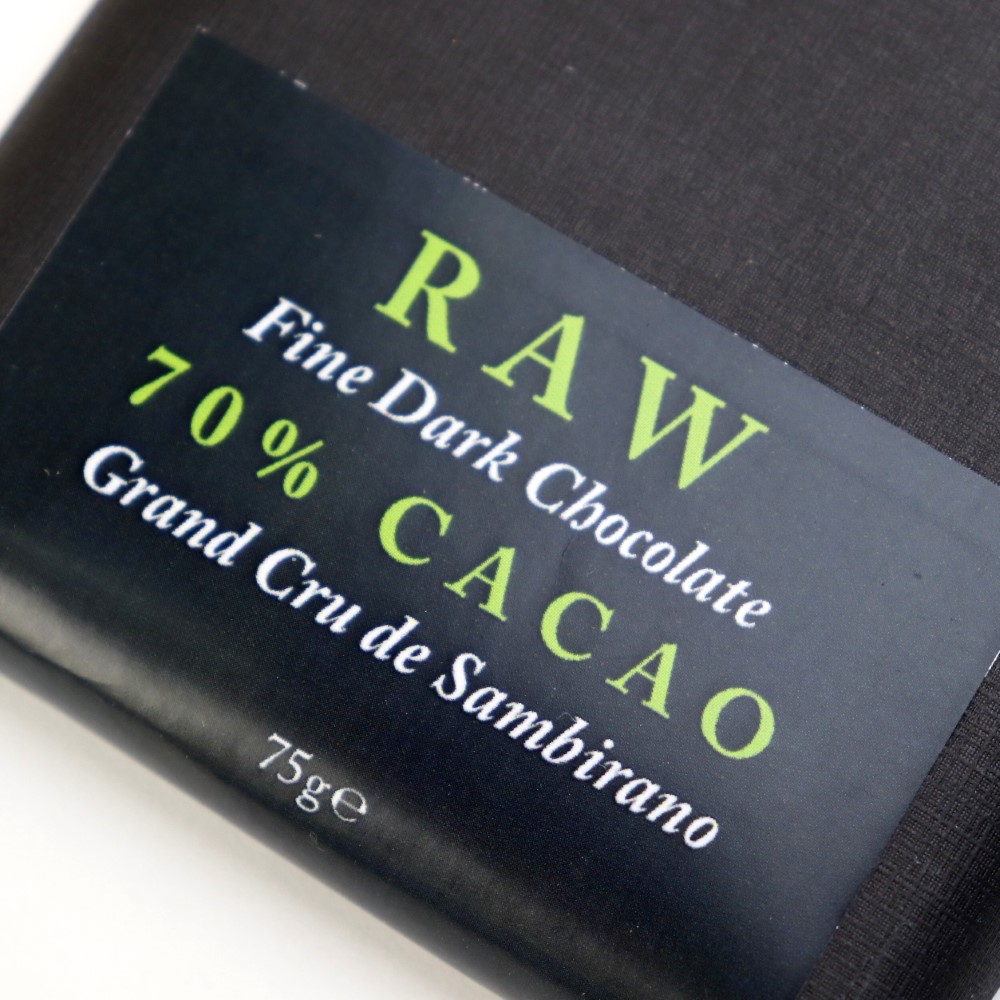 RAW
Fine Dark Chocolate
70% CACAO
Grand Cru de Sambirano
75g℮